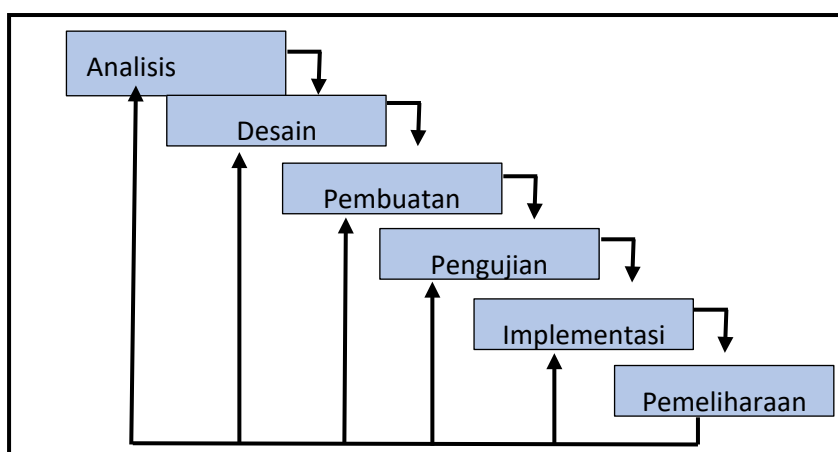 Analisis
Desain
Pembuatan
Pengujian
Implementasi
Pemeliharaan